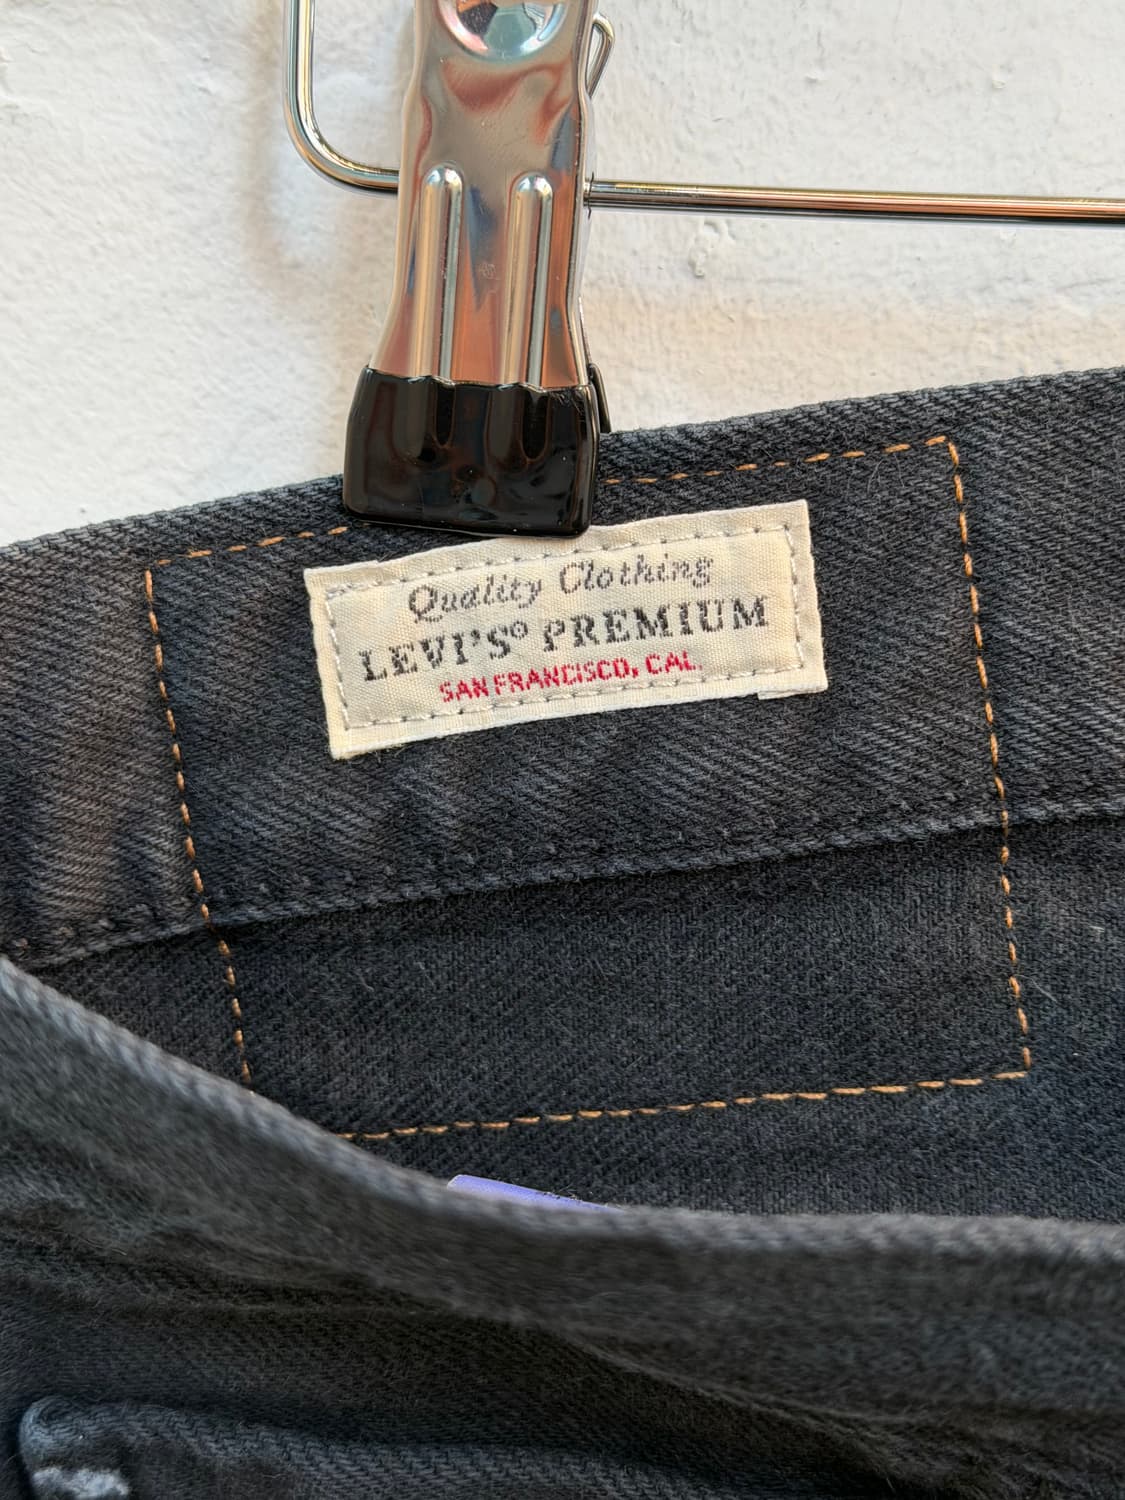 Quality Clothing
LEVI'S® PREMIUM
SAN FRANCISCO, CAL.